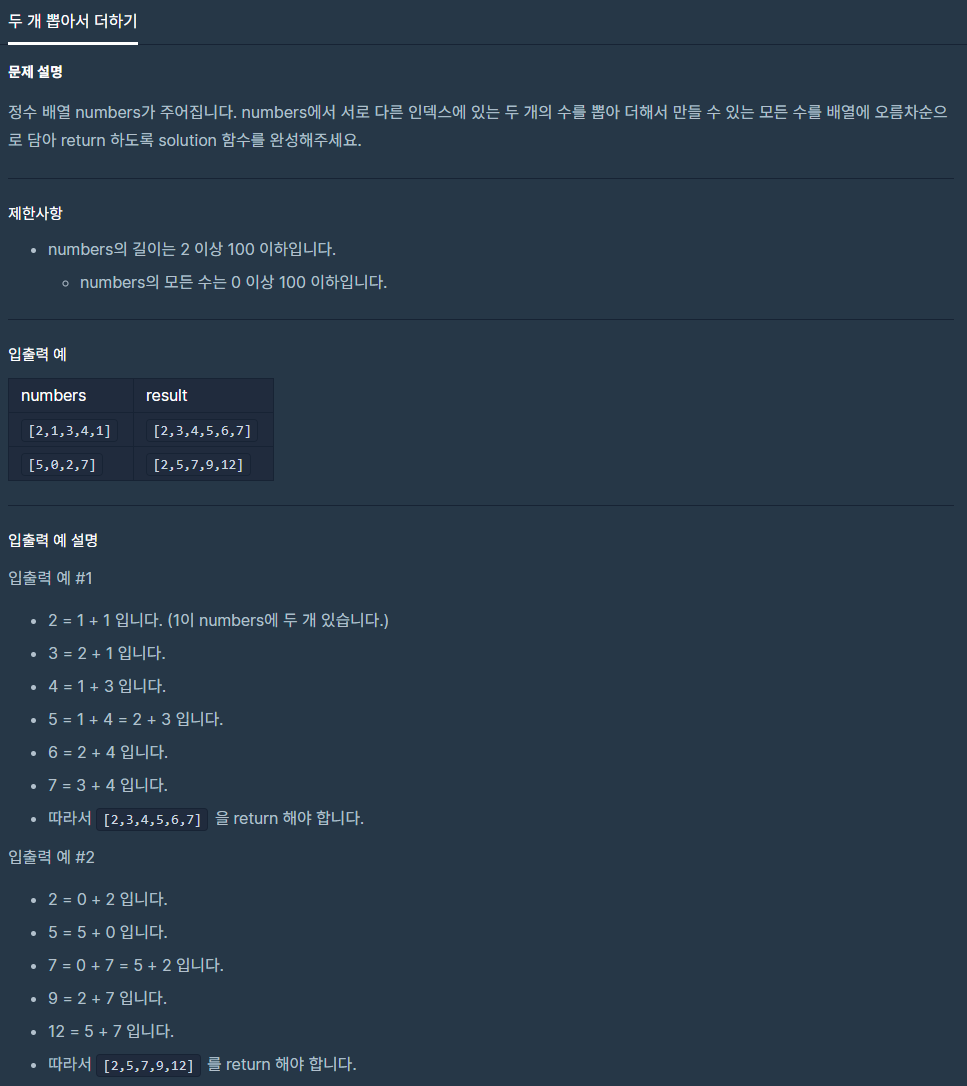 두 개 뽑아서 더하기
문제 설명
정수 배열 numbers가 주어집니다. numbers에서 서로 다른 인덱스에 있는 두 개의 수를 뽑아 더해서 만들 수 있는 모든 수를 배열에 오름차순으
로 담아 return 하도록 solution 함수를 완성해주세요.
제한사항
• numbers의 길이는 2 이상 100 이하입니다.
◦ numbers의 모든 수는 0 이상 100 이하입니다.
입출력 예
numbers result
[2,1,3,4,1] [2,3,4,5,6,7]
[5,0,2,7] [2,5,7,9,12]
입출력 예 설명
입출력 예 #1
• 2 = 1 + 1 입니다. (1이 numbers에 두 개 있습니다.)
• 3 = 2 + 1 입니다.
• 4 = 1 + 3 입니다.
• 5 = 1 + 4 = 2 + 3 입니다.
• 6 = 2 + 4 입니다.
• 7 = 3 + 4 입니다.
• 따라서 [2,3,4,5,6,7] 을 return 해야 합니다.
입출력 예 #2
• 2 = 0 + 2 입니다.
• 5 = 5 + 0 입니다.
• 7 = 0 + 7 = 5 + 2 입니다.
• 9 = 2 + 7 입니다.
• 12 = 5 + 7 입니다.
• 따라서 [2,5,7,9,12] 를 return 해야 합니다.